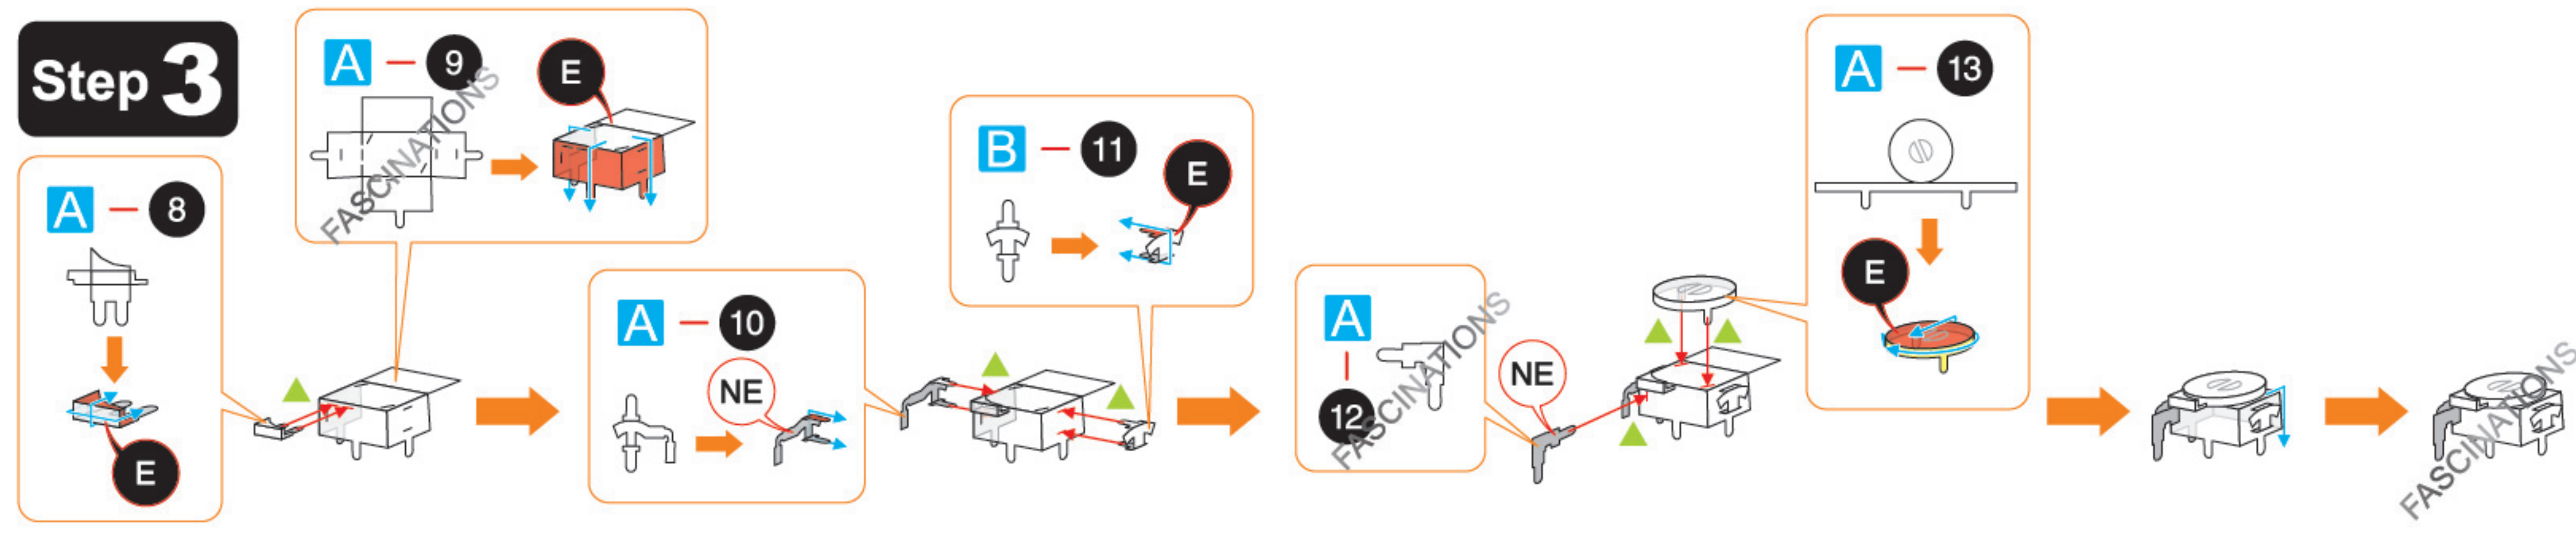 Step 3
A – 8
E
A – 9
E
FASCINATIONS
A – 10
NE
B – 11
E
A
12
FASCINATIONS
NE
A – 13
E
FASCINATIONS